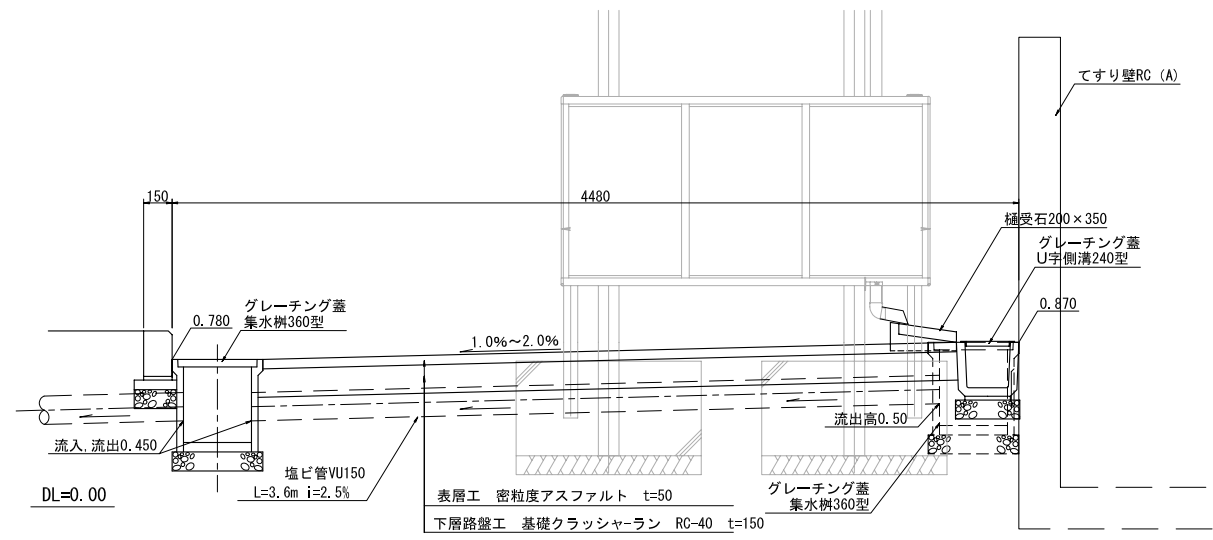 てすり壁RC (A)
150
4480
樋受石200×350
グレーチング蓋
U字側溝240型
グレーチング蓋
集水桝360型
0.780
0.870
1.0%～2.0%
流入,流出0.450
流出高0.50
塩ビ管VU150
L=3.6m i=2.5%
グレーチング蓋
集水桝360型
DL=0.00
表層工　密粒度アスファルト　t=50
下層路盤工　基礎クラッシャーラン　RC-40　t=150